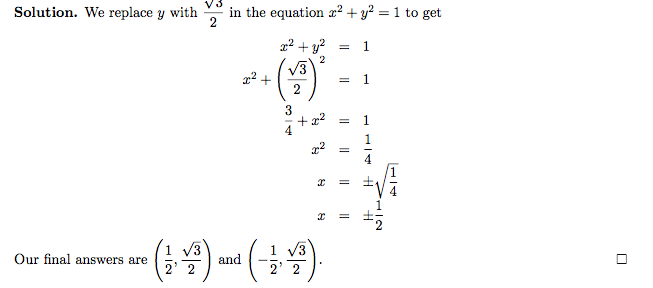 Solution. We replace y with √3/2 in the equation x² + y² = 1 to get
x² + y² = 1
x² + (√3/2)² = 1
3/4 + x² = 1
x² = 1/4
x = ±√(1/4)
x = ±1/2
Our final answers are (1/2, √3/2) and (−1/2, √3/2). □